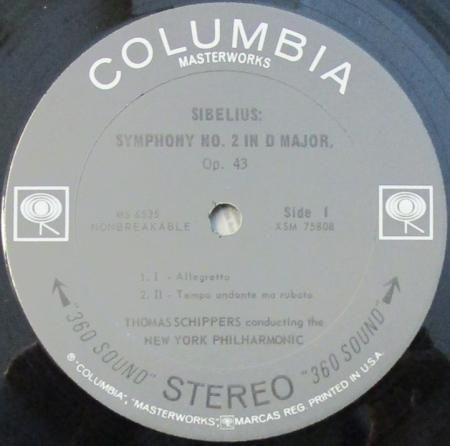 COLUMBIA
MASTERWORKS
SIBELIUS:
SYMPHONY NO. 2 IN D MAJOR,
Op. 43
MS 6535
NONBREAKABLE
Side 1
XSM 75808
1. I - Allegretto
2. II - Tempo andante ma rubato
THOMAS SCHIPPERS conducting the
NEW YORK PHILHARMONIC
"360 SOUND" STEREO "360 SOUND"
® "COLUMBIA", "MASTERWORKS", MARCAS REG. PRINTED IN U.S.A.